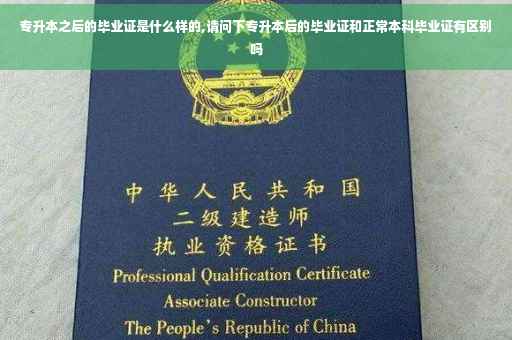 专升本之后的毕业证是什么样的,请问下专升本后的毕业证和正常本科毕业证有区别
吗
中华人民共和国
二级建造师
执业资格证书
Professional Qualification Certificate
Associate Constructor
The People's Republic of China